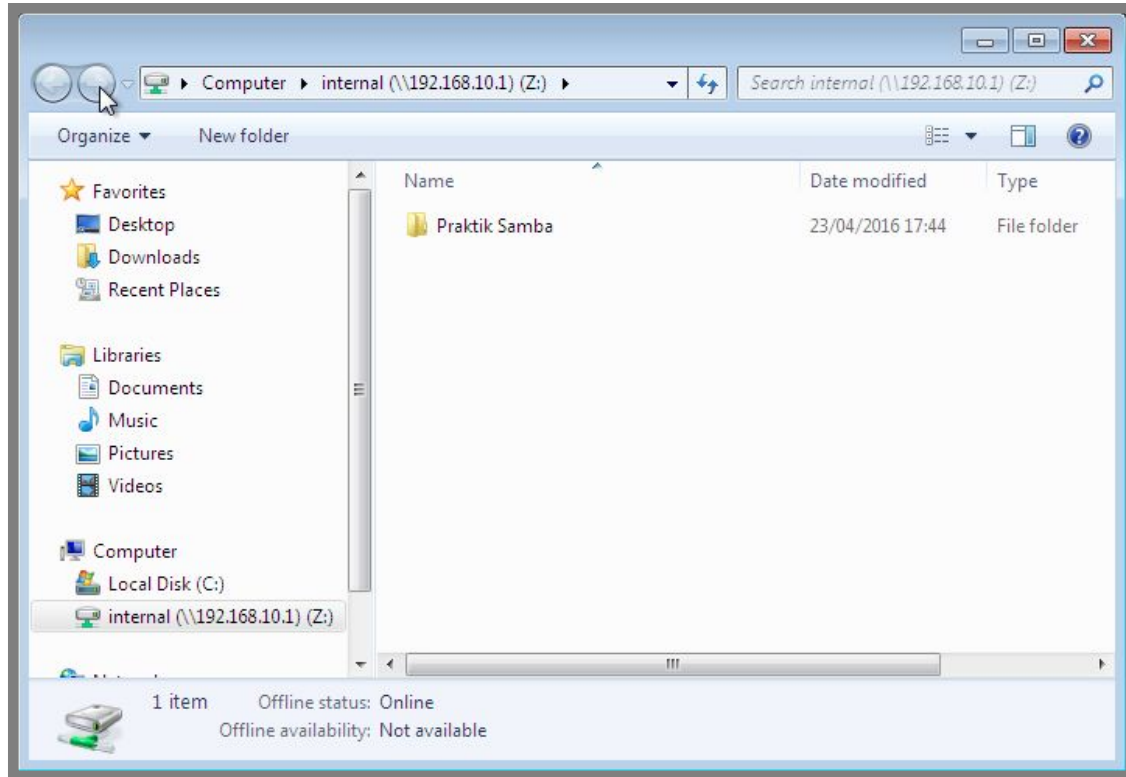 Computer internal (\\192.168.10.1) (Z:) Search internal (\\192.168.10.1) (Z:)
Organize New folder
Favorites
Desktop
Downloads
Recent Places
Libraries
Documents
Music
Pictures
Videos
Computer
Local Disk (C:)
internal (\\192.168.10.1) (Z:)
Name Date modified Type
Praktik Samba 23/04/2016 17:44 File folder
1 item Offline status: Online
Offline availability: Not available